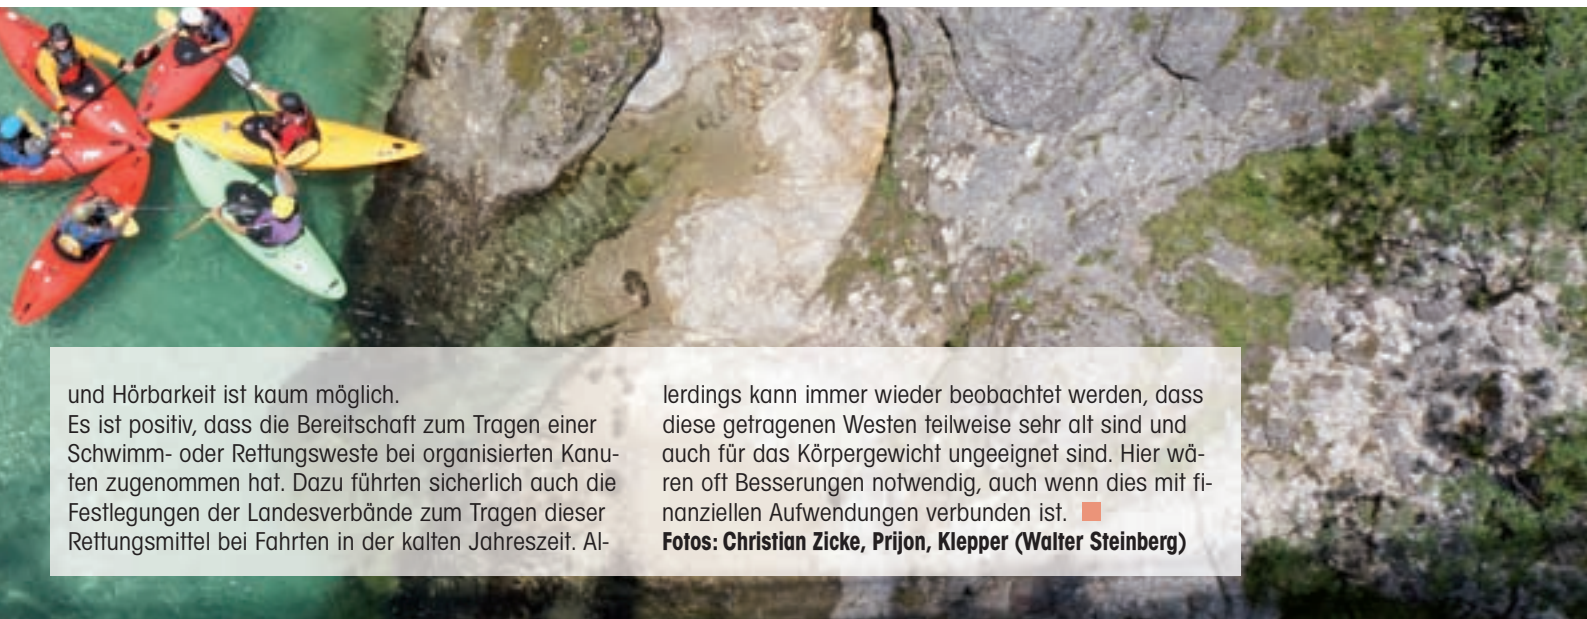 und Hörbarkeit ist kaum möglich.
Es ist positiv, dass die Bereitschaft zum Tragen einer
Schwimm- oder Rettungsweste bei organisierten Kanu-
ten zugenommen hat. Dazu führten sicherlich auch die
Festlegungen der Landesverbände zum Tragen dieser
Rettungsmittel bei Fahrten in der kalten Jahreszeit. Al-
lerdings kann immer wieder beobachtet werden, dass
diese getragenen Westen teilweise sehr alt sind und
auch für das Körpergewicht ungeeignet sind. Hier wä-
ren oft Besserungen notwendig, auch wenn dies mit fi-
nanziellen Aufwendungen verbunden ist.
Fotos: Christian Zicke, Prijon, Klepper (Walter Steinberg)